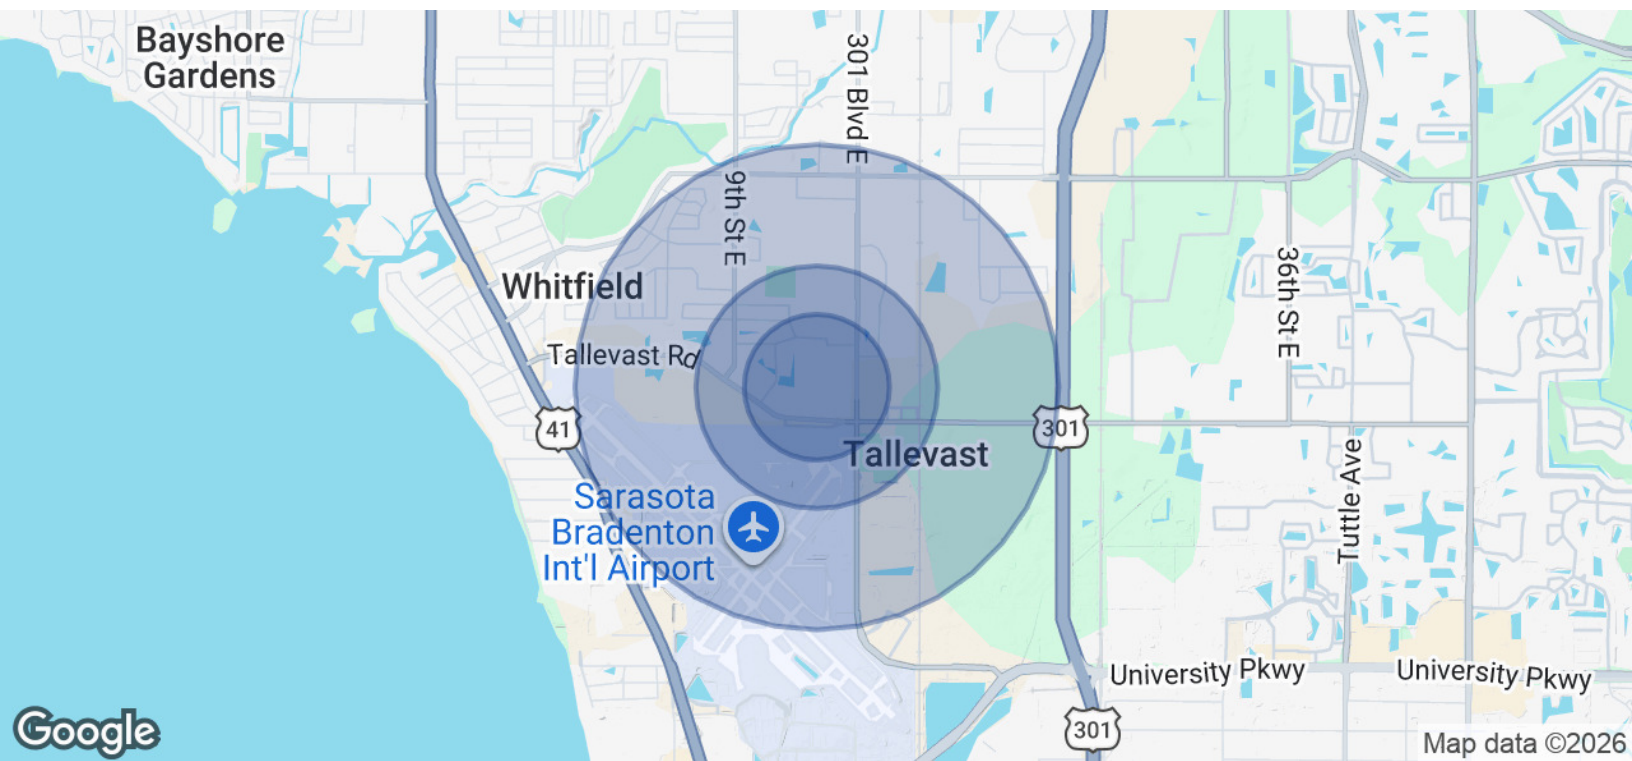 Bayshore
Gardens
301 Blvd E
9th St E
Whitfield
36th St E
Tallevast Rd
41
301
Tallevast
Tuttle Ave
Sarasota
Bradenton
Int'l Airport
University Pkwy
University Pkwy
301
Google
Map data ©2026